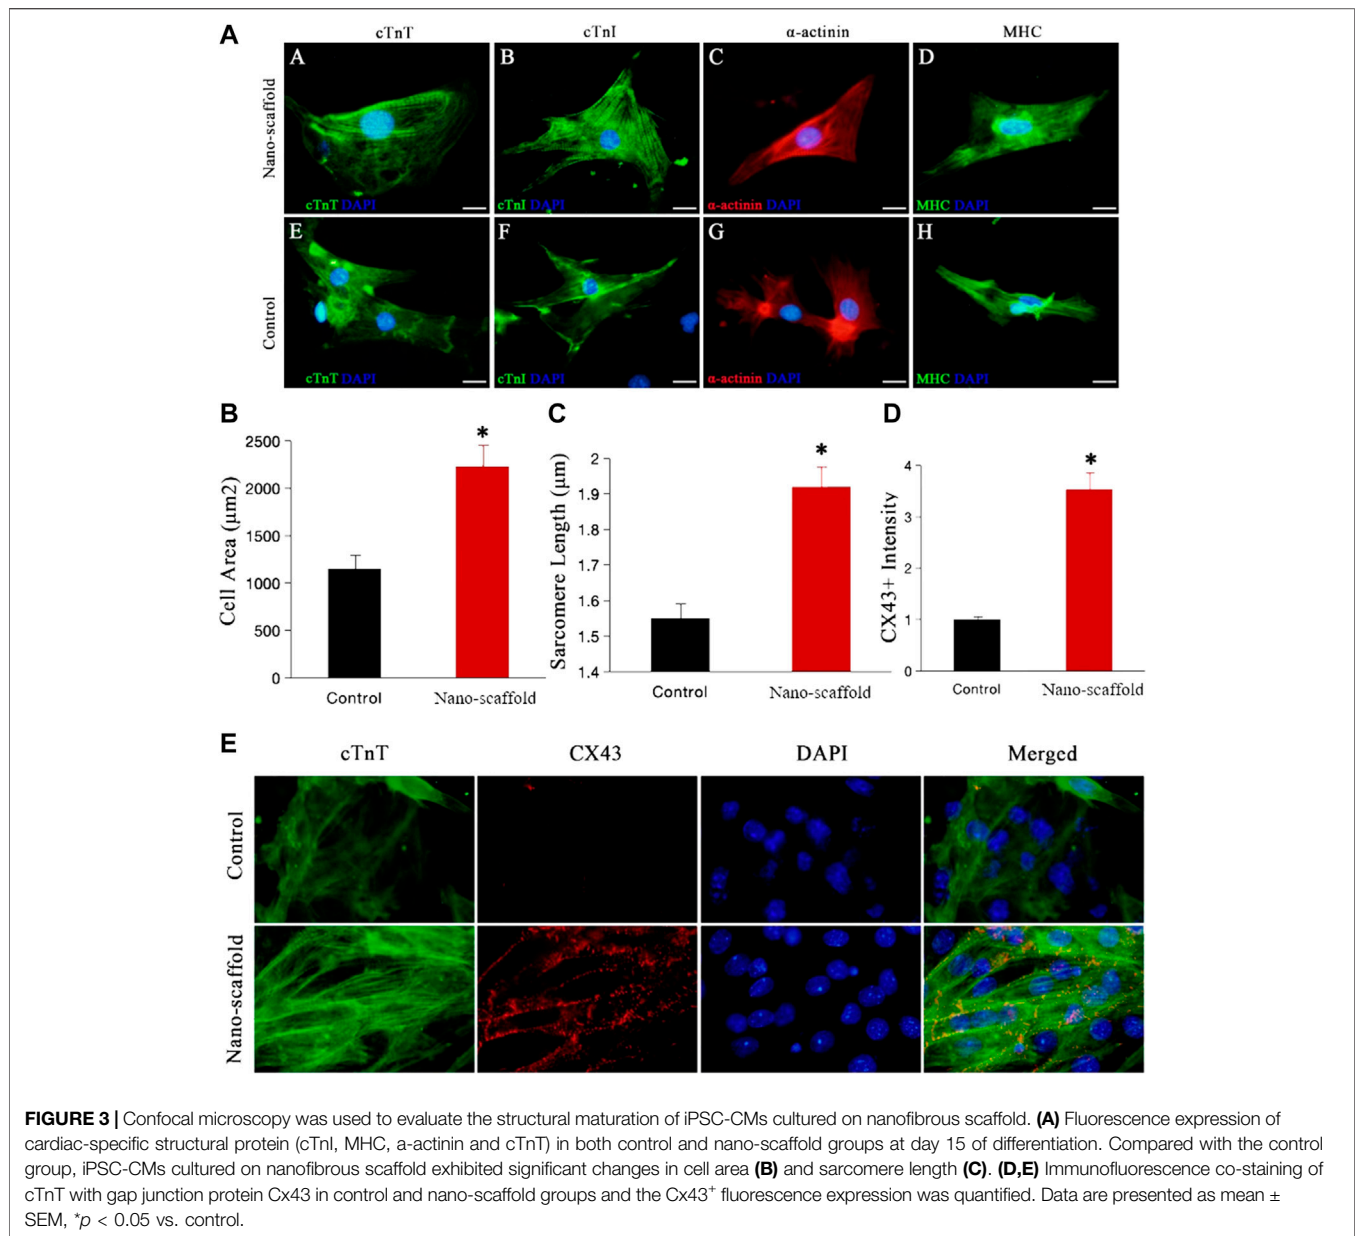 A
cTnT cTnI α-actinin MHC
Nano-scaffold
A B C D
cTnT DAPI cTnI DAPI α-actinin DAPI MHC DAPI
Control
E F G H
cTnT DAPI cTnI DAPI α-actinin DAPI MHC DAPI
B
Cell Area (μm2)
2500
2000
1500
1000
500
0
*
Control Nano-scaffold
C
Sarcomere Length (μm)
2
1.9
1.8
1.7
1.6
1.5
1.4
*
Control Nano-scaffold
D
CX43+ Intensity
4
3
2
1
0
*
Control Nano-scaffold
E
cTnT CX43 DAPI Merged
Control
Nano-scaffold
FIGURE 3 | Confocal microscopy was used to evaluate the structural maturation of iPSC-CMs cultured on nanofibrous scaffold. (A) Fluorescence expression of
cardiac-specific structural protein (cTnI, MHC, a-actinin and cTnT) in both control and nano-scaffold groups at day 15 of differentiation. Compared with the control
group, iPSC-CMs cultured on nanofibrous scaffold exhibited significant changes in cell area (B) and sarcomere length (C). (D,E) Immunofluorescence co-staining of
cTnT with gap junction protein Cx43 in control and nano-scaffold groups and the Cx43⁺ fluorescence expression was quantified. Data are presented as mean ±
SEM, *p < 0.05 vs. control.